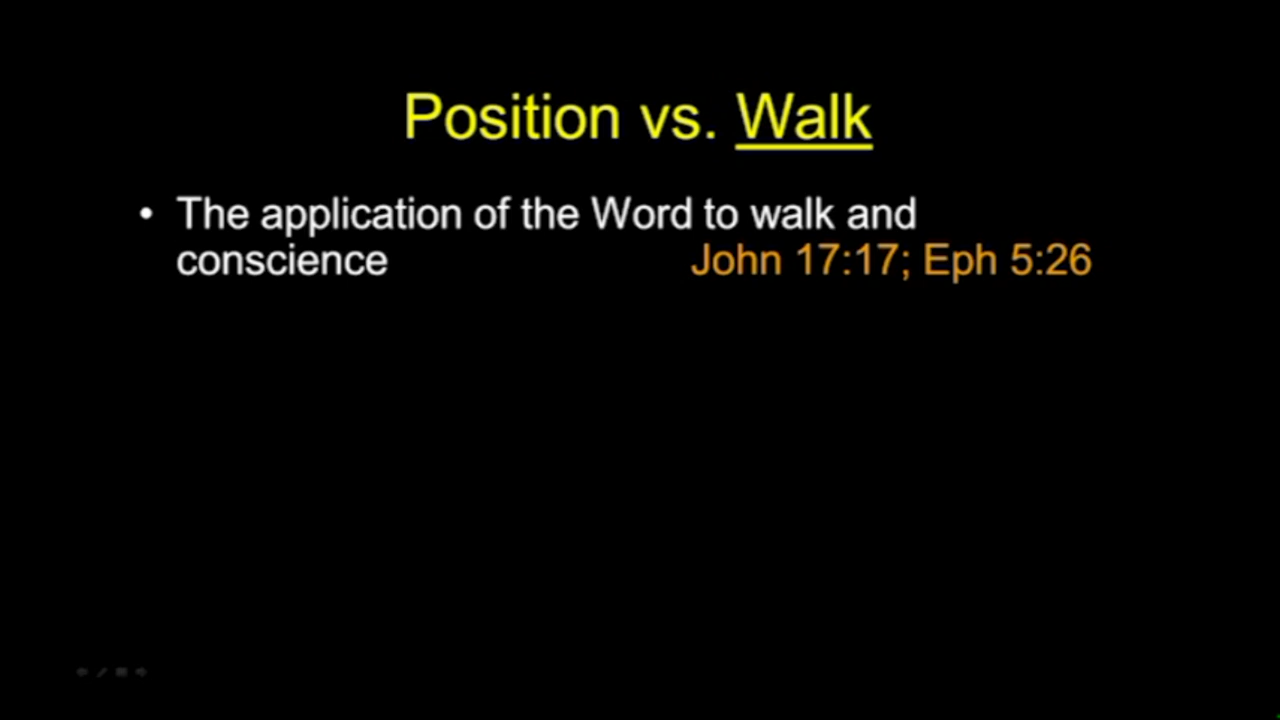 Position vs. Walk
• The application of the Word to walk and
conscience John 17:17; Eph 5:26